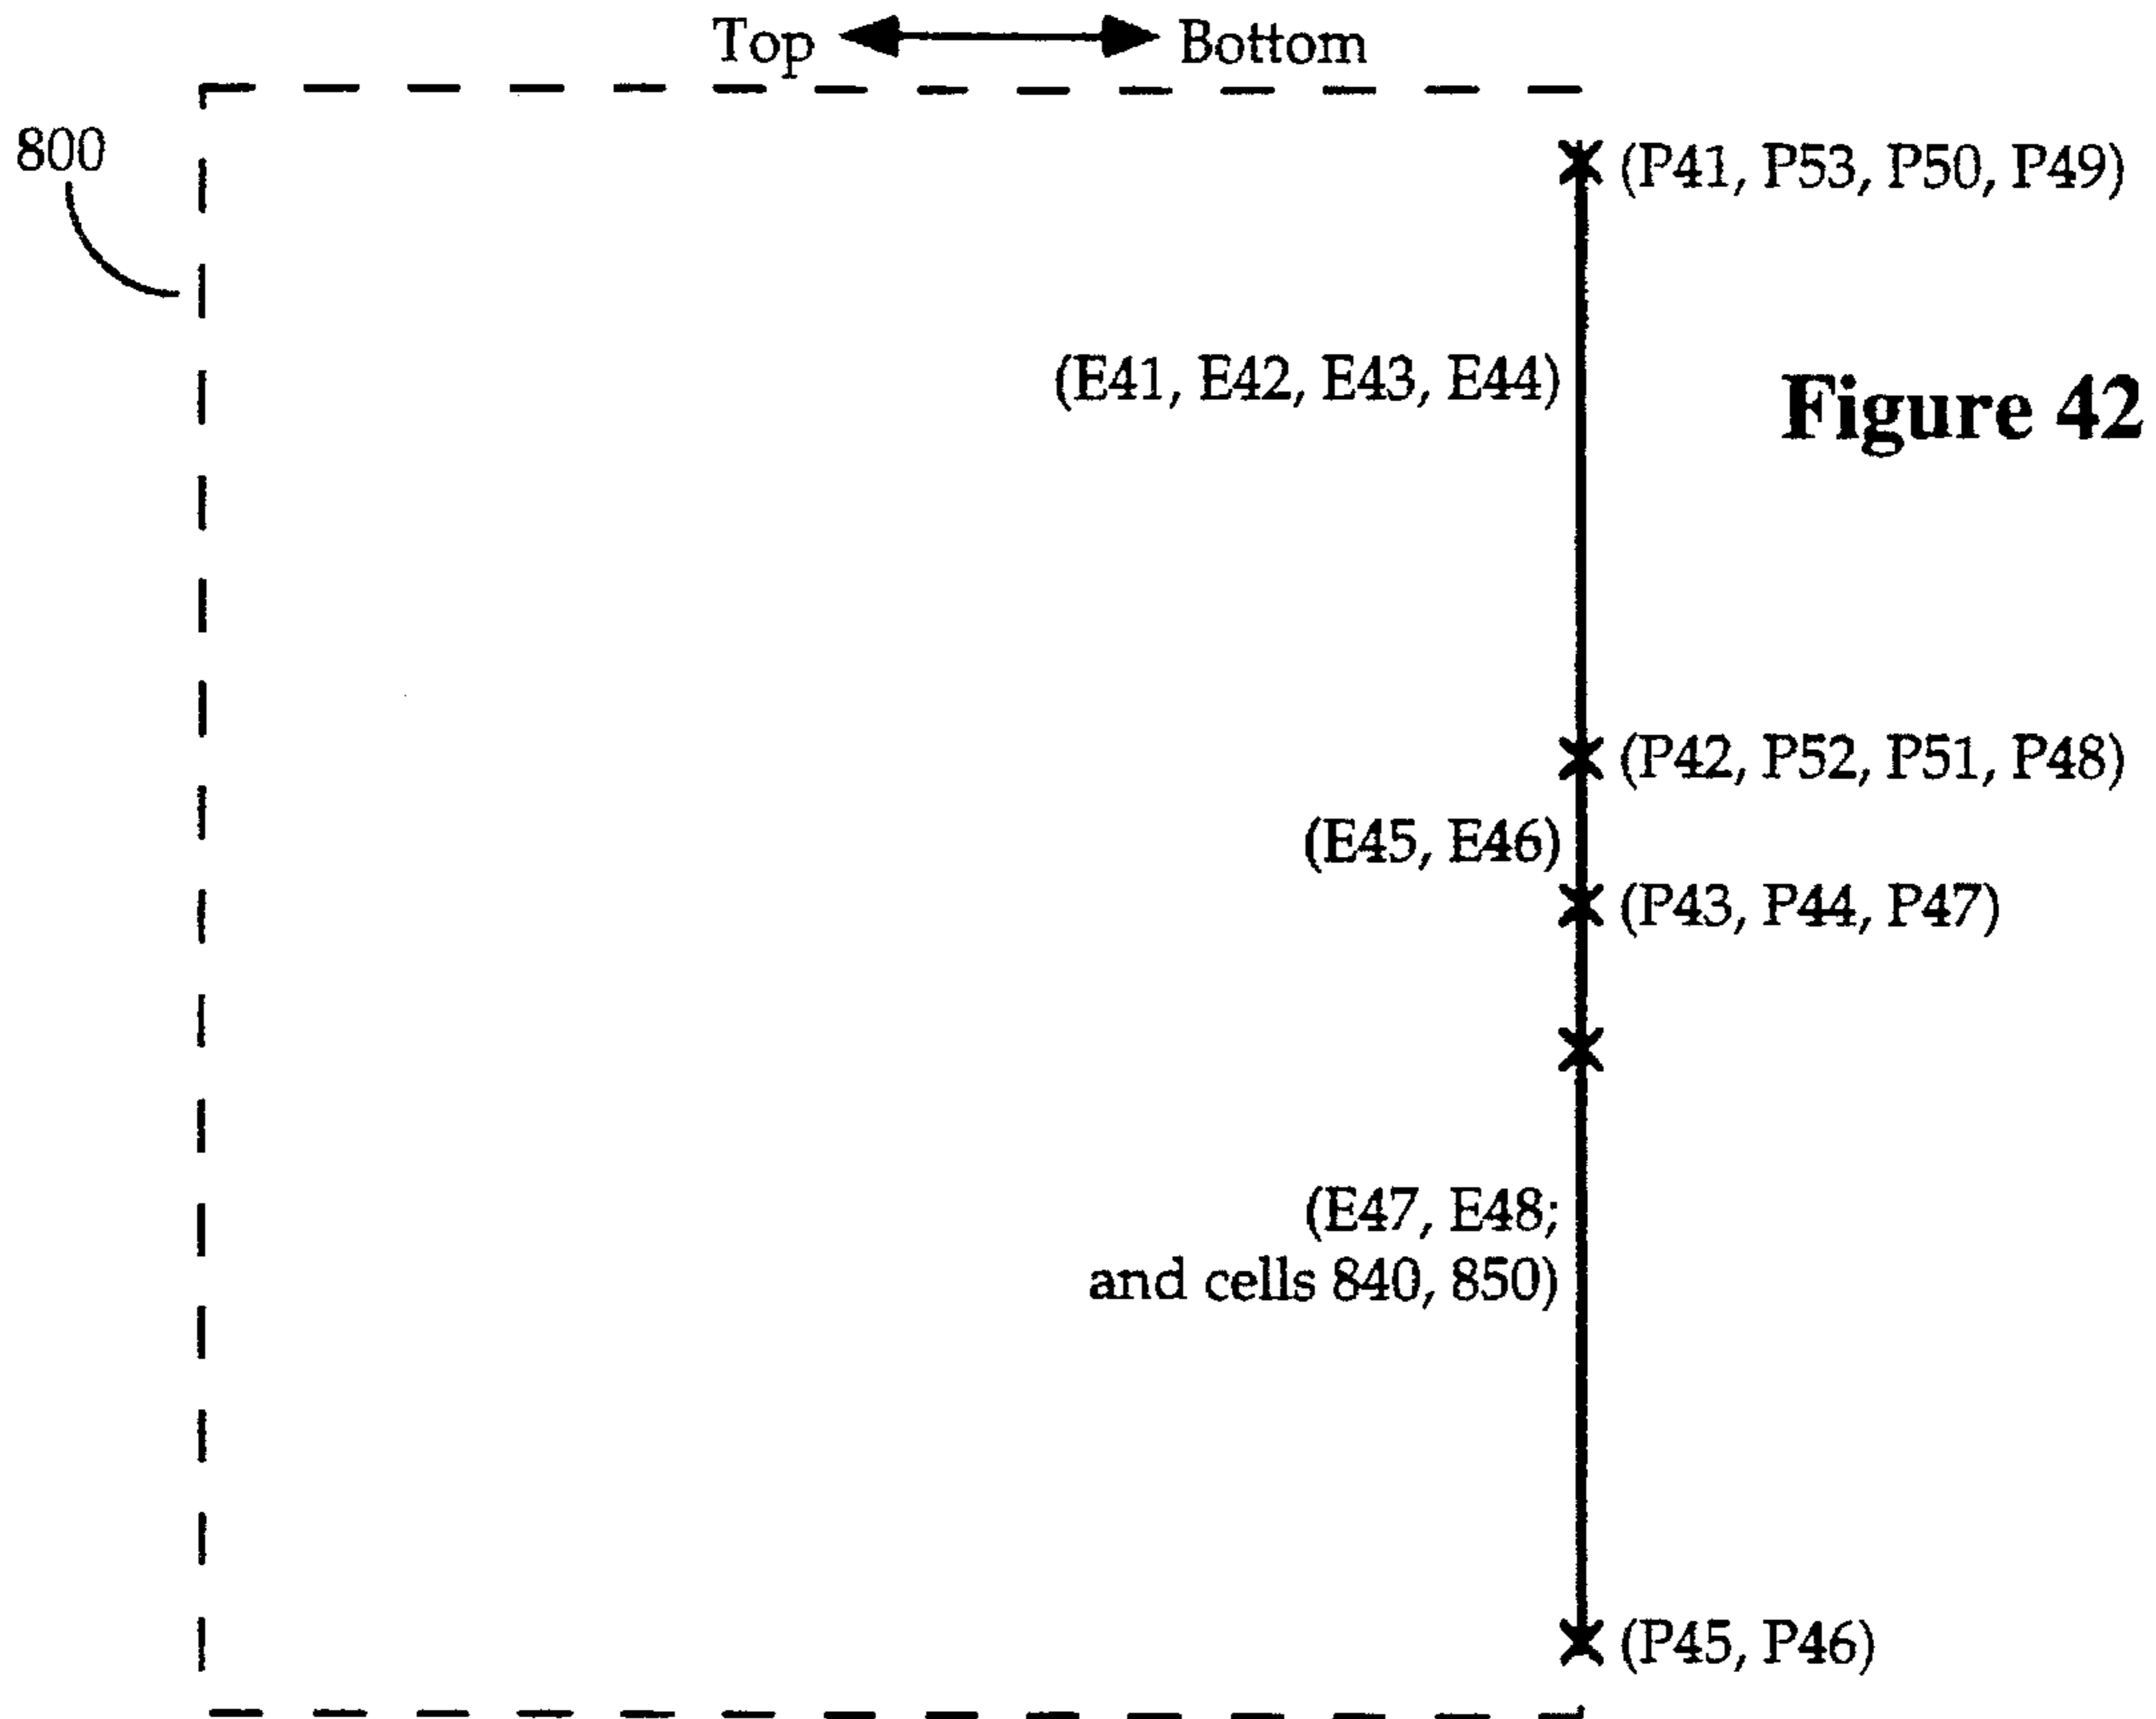 Top Bottom
800
(P41, P53, P50, P49)
(E41, E42, E43, E44)
Figure 42
(P42, P52, P51, P48)
(E45, E46)
(P43, P44, P47)
(E47, E48;
and cells 840, 850)
(P45, P46)